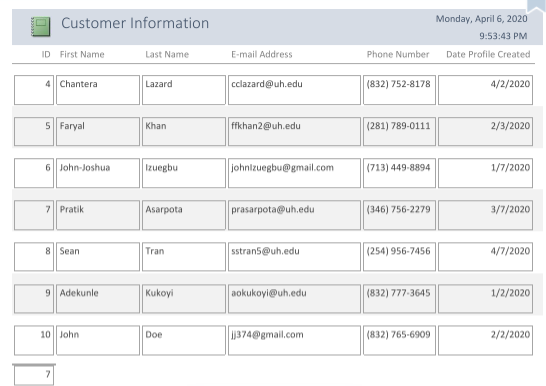 Customer Information
Monday, April 6, 2020
9:53:43 PM
ID First Name Last Name E-mail Address Phone Number Date Profile Created
4 Chantera Lazard cclazard@uh.edu (832) 752-8178 4/2/2020
5 Faryal Khan ffkhan2@uh.edu (281) 789-0111 2/3/2020
6 John-Joshua Izuegbu johnIzuegbu@gmail.com (713) 449-8894 1/7/2020
7 Pratik Asarpota prasarpota@uh.edu (346) 756-2279 3/7/2020
8 Sean Tran sstran5@uh.edu (254) 956-7456 4/7/2020
9 Adekunle Kukoyi aokukoyi@uh.edu (832) 777-3645 1/2/2020
10 John Doe jj374@gmail.com (832) 765-6909 2/2/2020
7